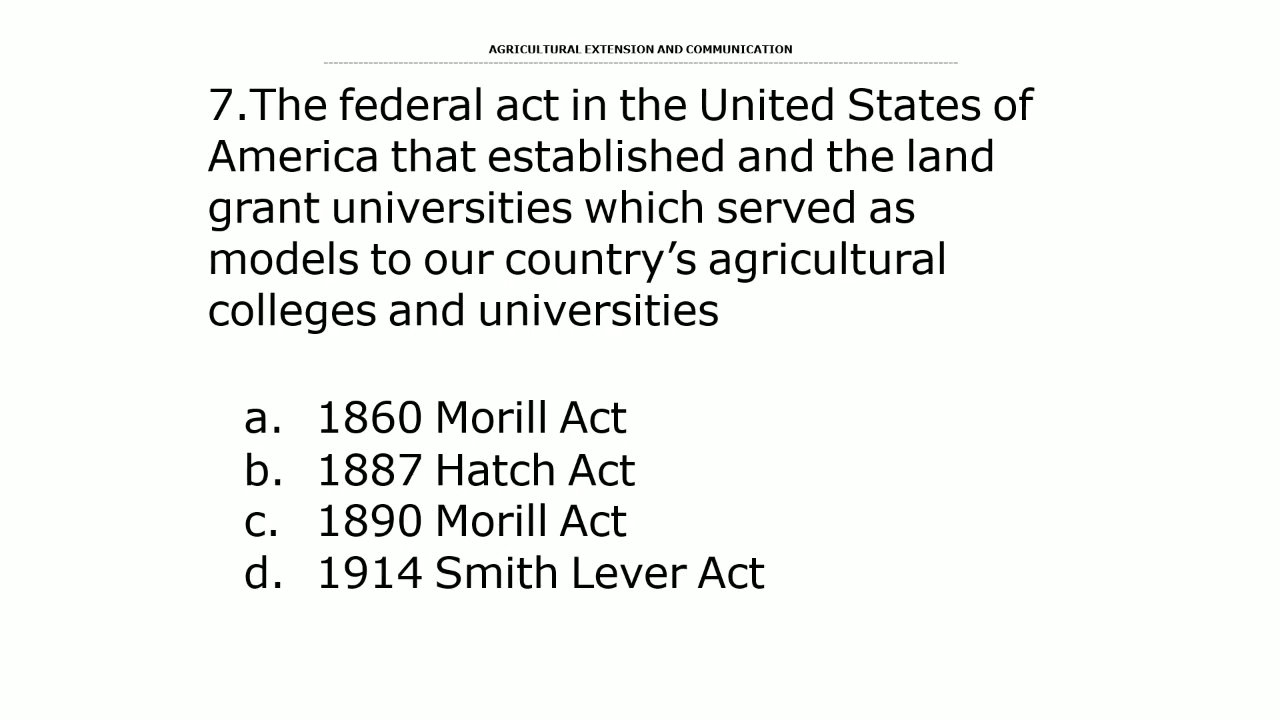 AGRICULTURAL EXTENSION AND COMMUNICATION
7.The federal act in the United States of
America that established and the land
grant universities which served as
models to our country’s agricultural
colleges and universities
a. 1860 Morill Act
b. 1887 Hatch Act
c. 1890 Morill Act
d. 1914 Smith Lever Act